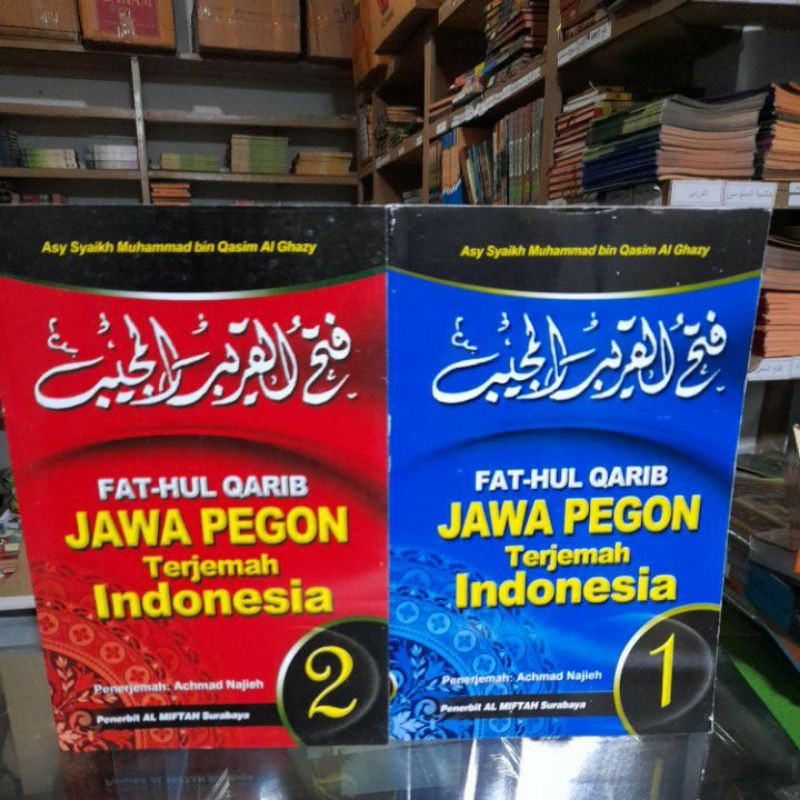 Asy Syaikh Muhammad bin Qasim Al Ghazy
فتح القريب المجيب
FAT-HUL QARIB
JAWA PEGON
Terjemah
Indonesia
2
Penerjemah: Achmad Najieh
Penerbit AL MIFTAH Surabaya
Asy Syaikh Muhammad bin Qasim Al Ghazy
فتح القريب المجيب
FAT-HUL QARIB
JAWA PEGON
Terjemah
Indonesia
1
Penerjemah: Achmad Najieh
Penerbit AL MIFTAH Surabaya